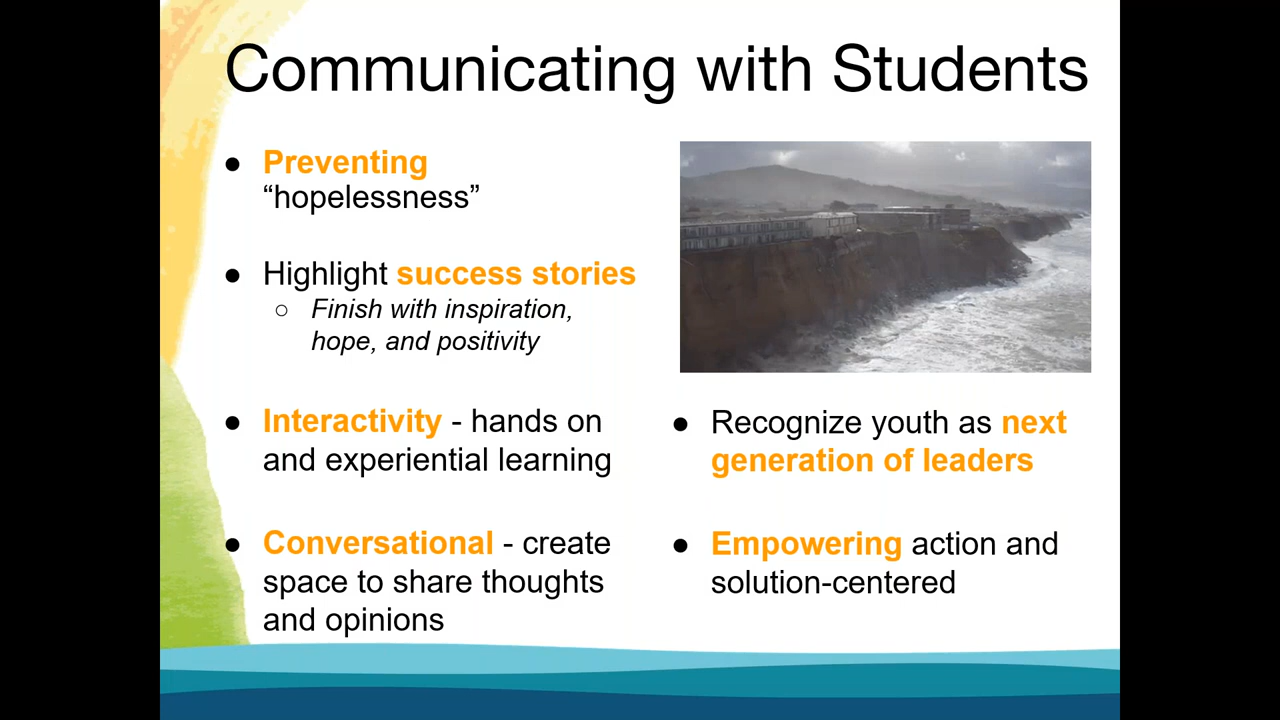 Communicating with Students
● Preventing
“hopelessness”
● Highlight success stories
○ Finish with inspiration,
hope, and positivity
● Interactivity - hands on
and experiential learning
● Conversational - create
space to share thoughts
and opinions
● Recognize youth as next
generation of leaders
● Empowering action and
solution-centered